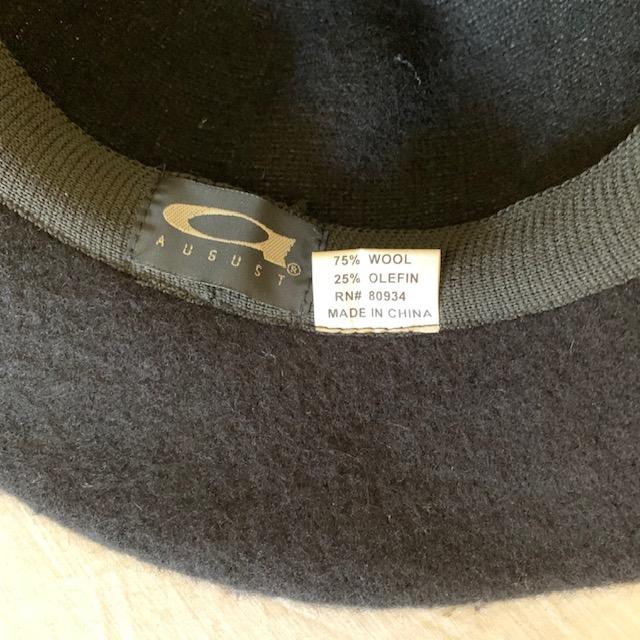 AUGUST®
75% WOOL
25% OLEFIN
RN# 80934
MADE IN CHINA